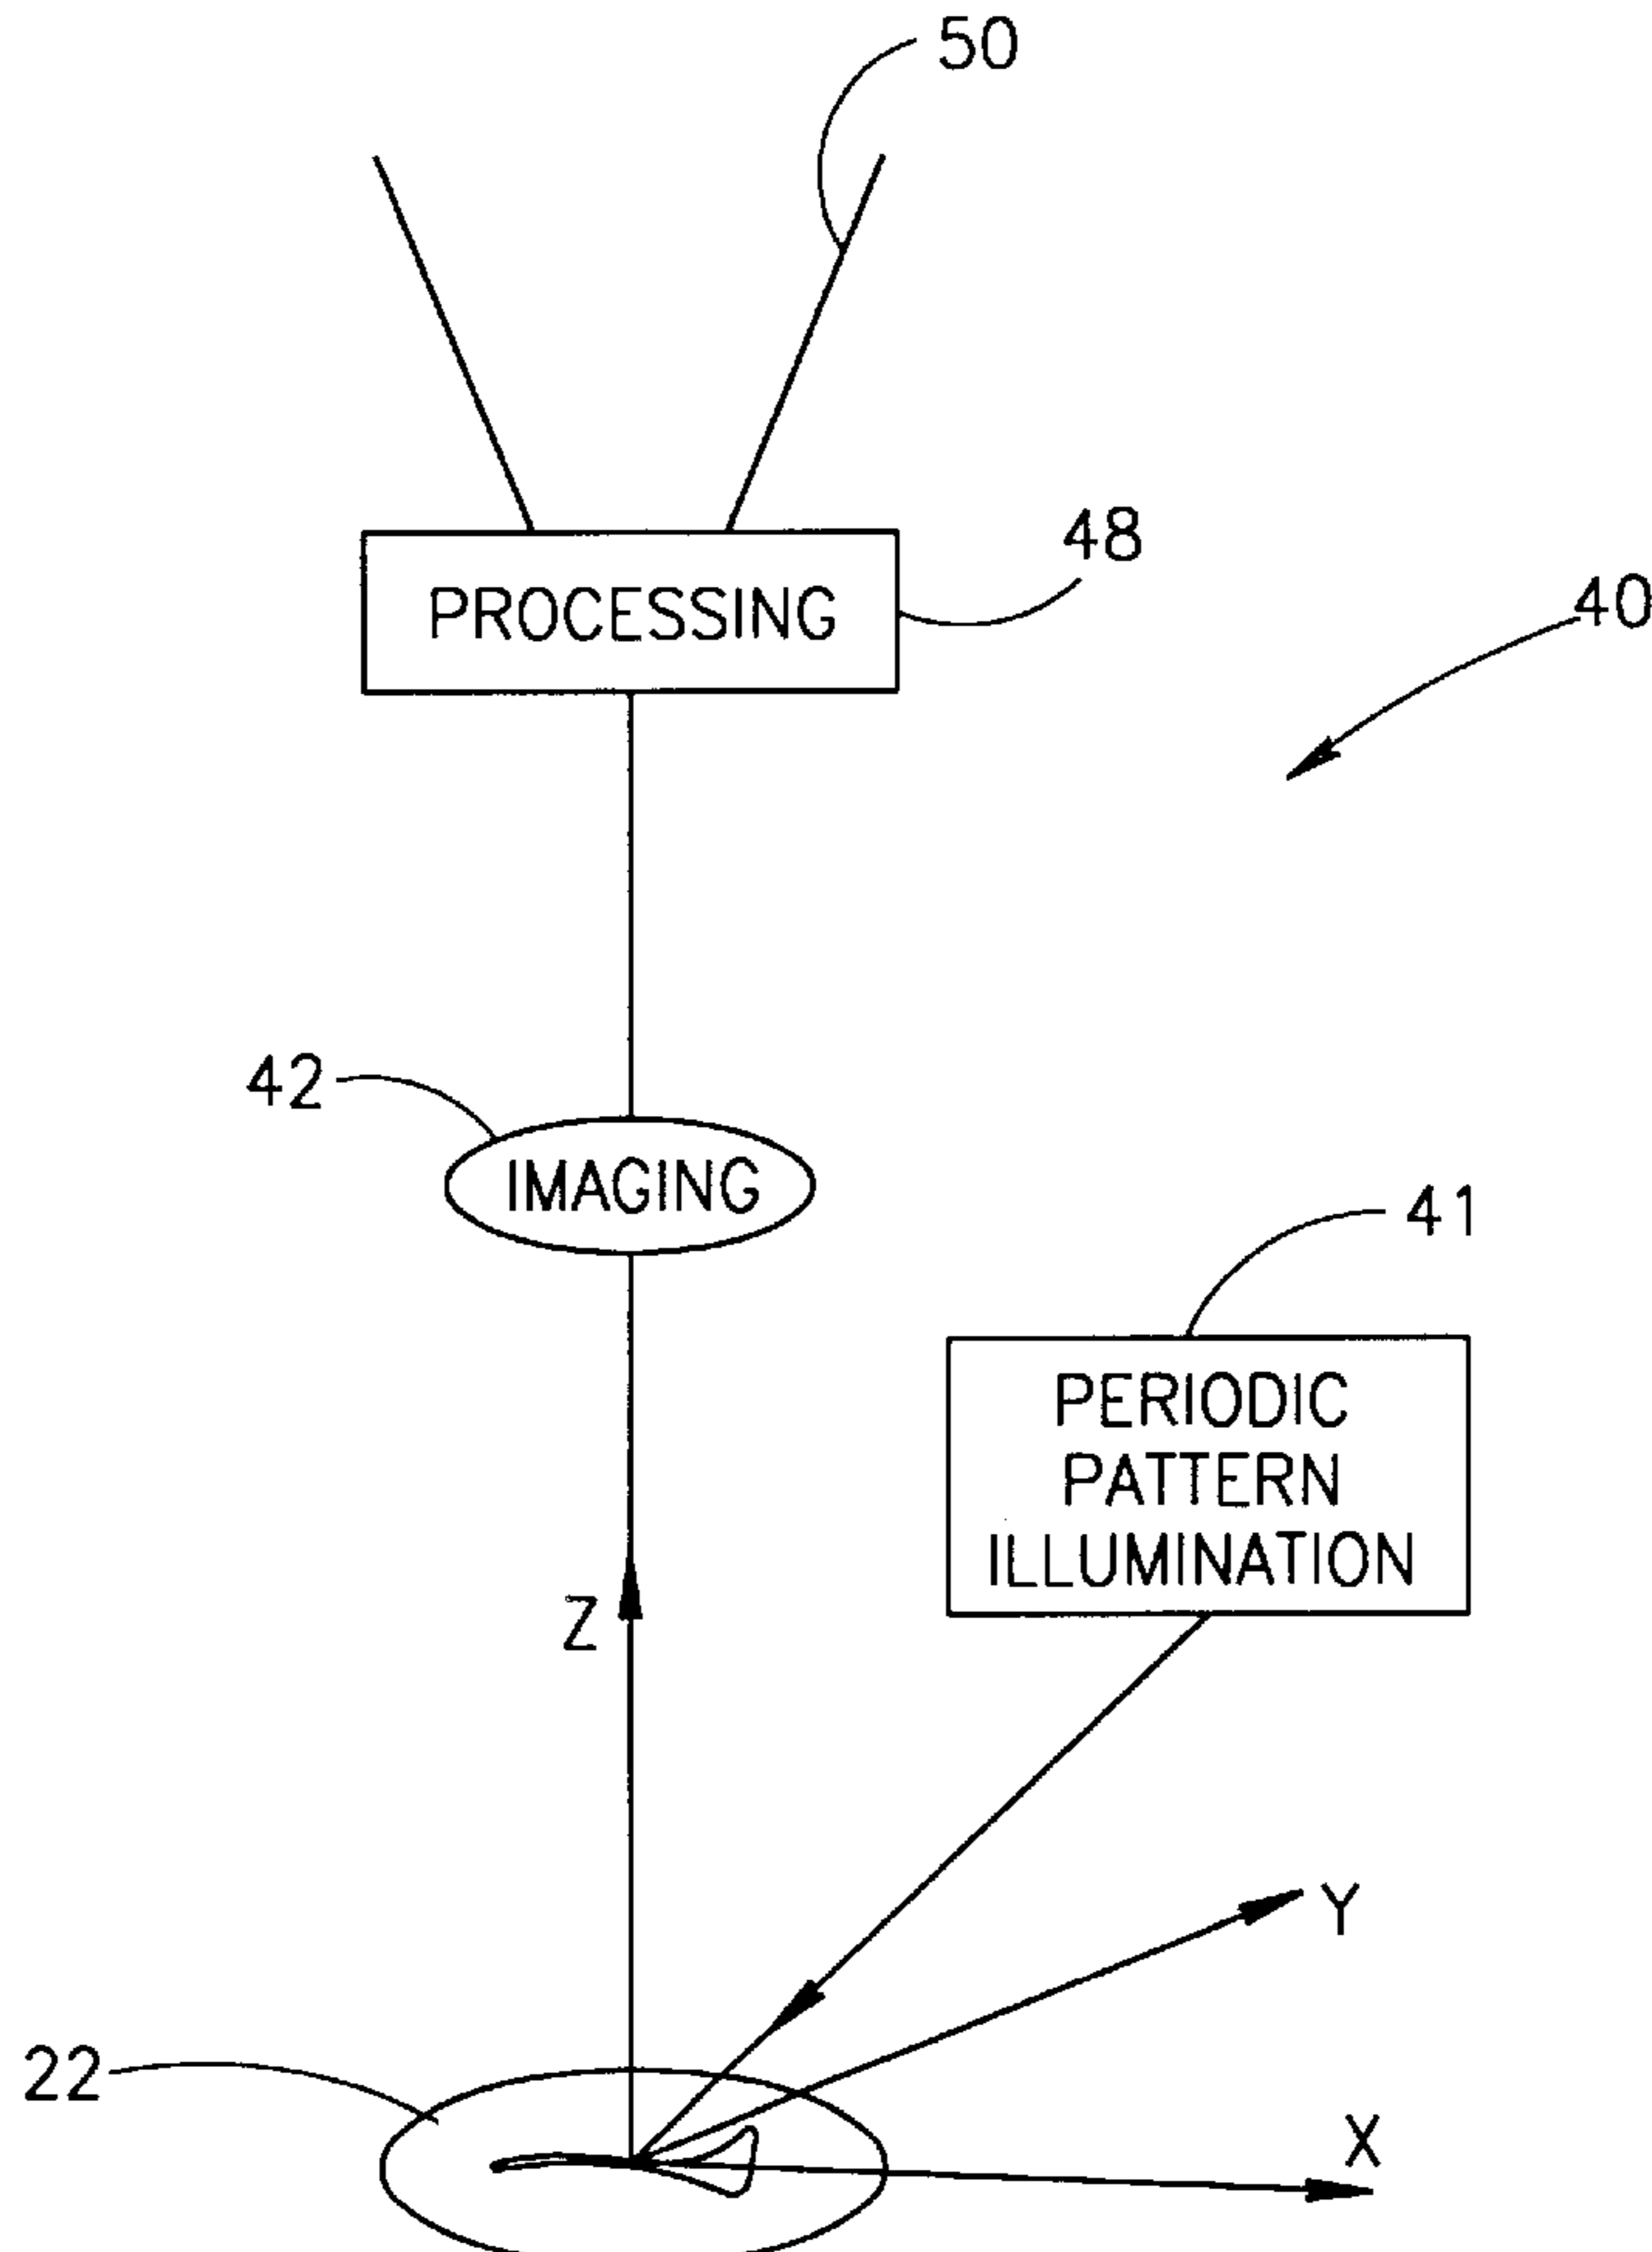 50
48
PROCESSING
40
42
IMAGING
41
PERIODIC
PATTERN
ILLUMINATION
Z
Y
22
X